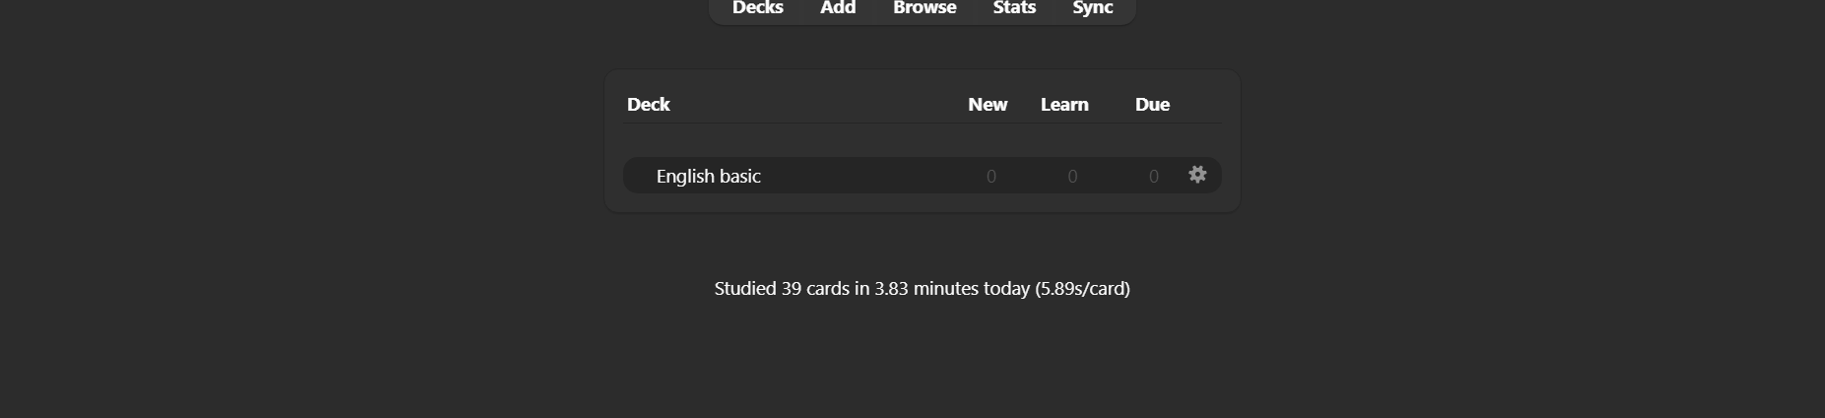 Decks Add Browse Stats Sync
Deck New Learn Due
English basic 0 0 0
Studied 39 cards in 3.83 minutes today (5.89s/card)